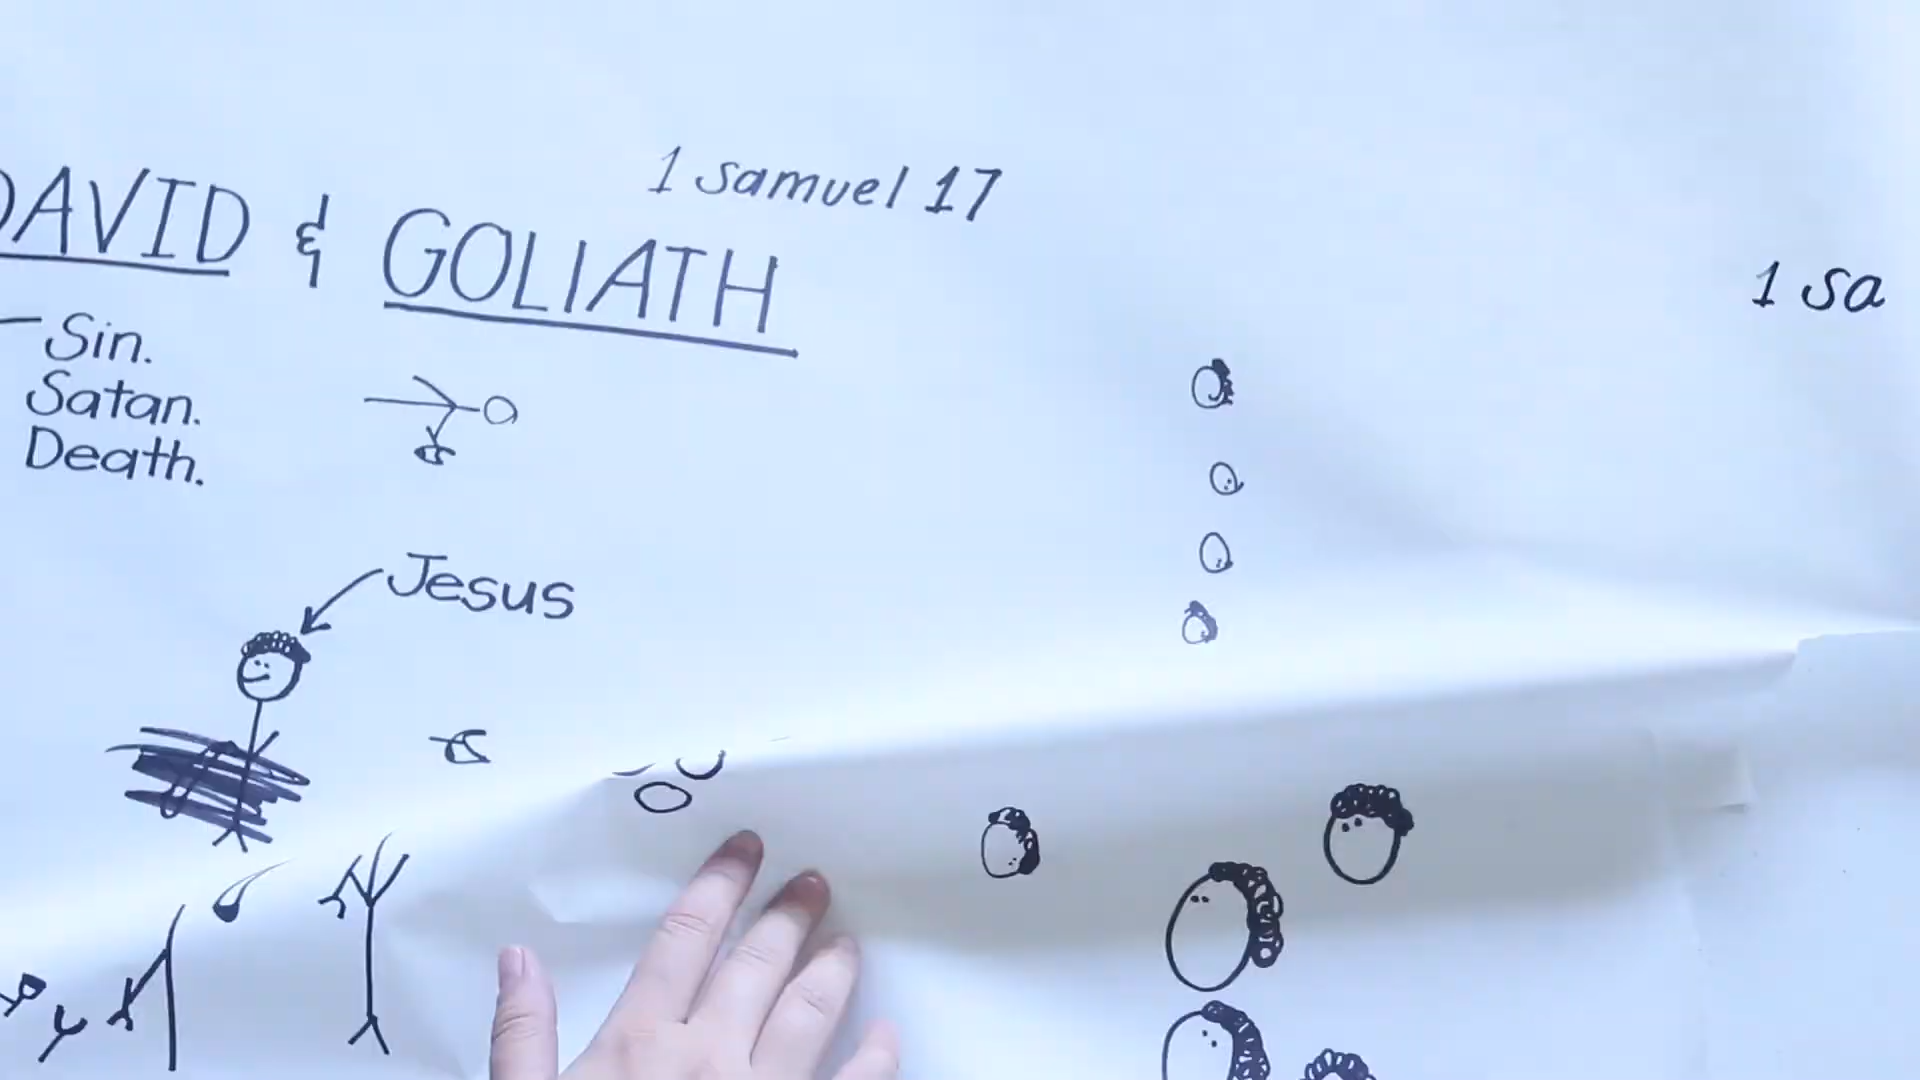 DAVID & GOLIATH
1 Samuel 17
Sin.
Satan.
Death.
Jesus
1 Sa